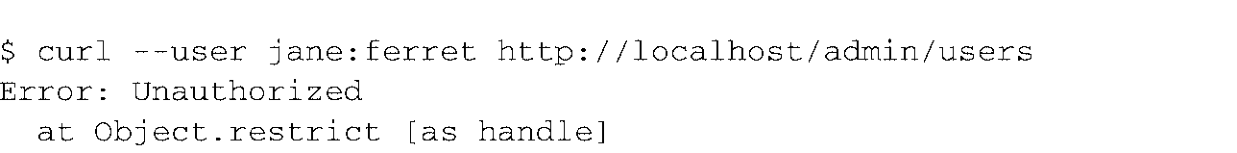 $ curl --user jane:ferret http://localhost/admin/users
Error: Unauthorized
  at Object.restrict [as handle]